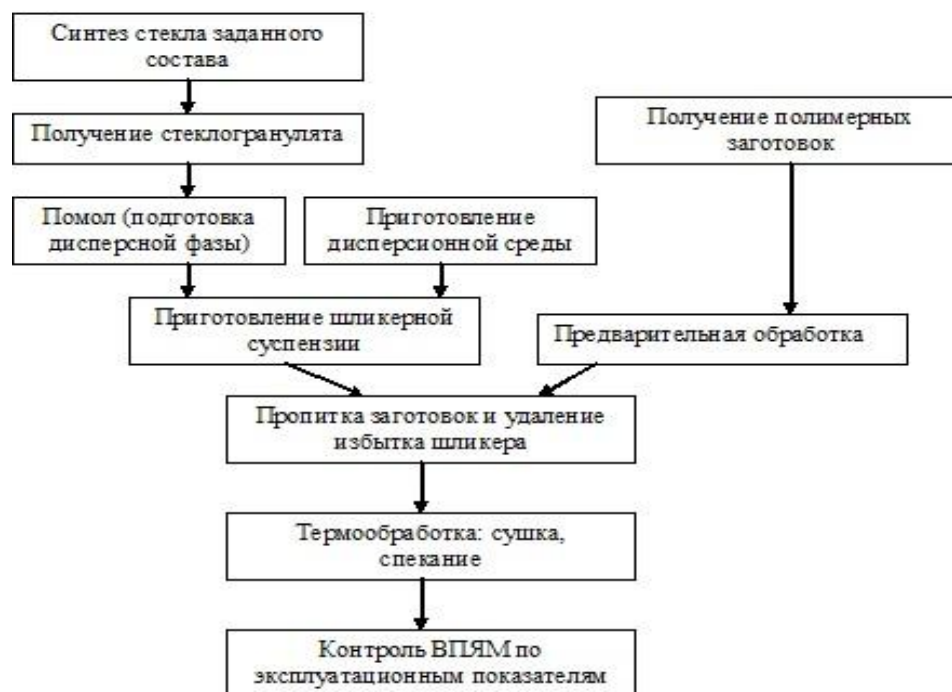 Синтез стекла заданного
состава
Получение стеклогранулята
Получение полимерных
заготовок
Помол (подготовка
дисперсной фазы)
Приготовление
дисперсионной среды
Приготовление шликерной
суспензии
Предварительная обработка
Пропитка заготовок и удаление
избытка шликера
Термообработка: сушка,
спекание
Контроль ВПЯМ по
эксплуатационным показателям